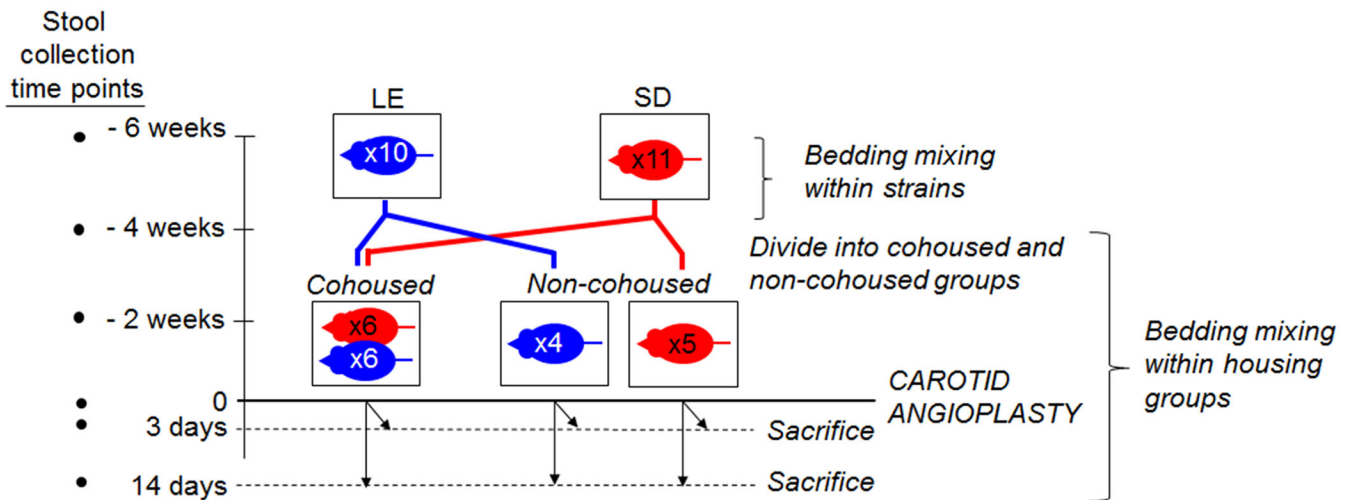 Stool
collection
time points
LE
SD
- 6 weeks
x10
x11
Bedding mixing
within strains
- 4 weeks
Divide into cohoused and
non-cohoused groups
Cohoused
Non-cohoused
- 2 weeks
x6
x6
x4
x5
Bedding mixing
within housing
groups
0
CAROTID
ANGIOPLASTY
3 days
Sacrifice
14 days
Sacrifice